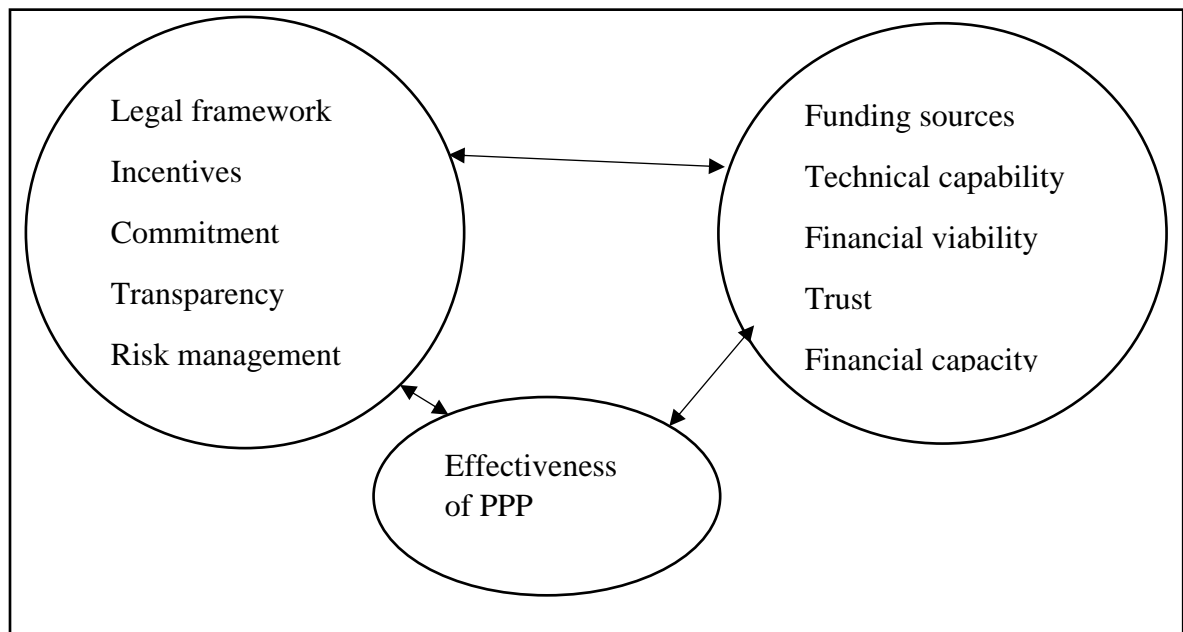 Legal framework
Incentives
Commitment
Transparency
Risk management
Funding sources
Technical capability
Financial viability
Trust
Financial capacity
Effectiveness
of PPP